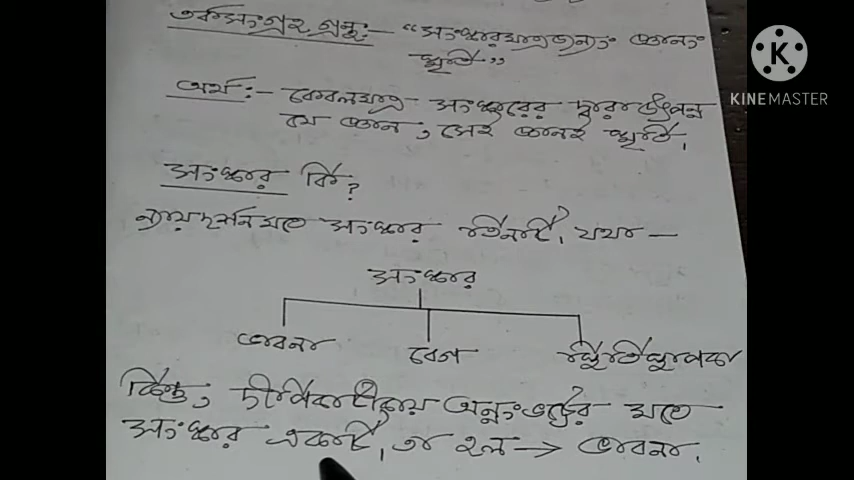 তর্কসংগ্রহ গ্রন্থঃ- "সংস্কারমাত্রজন্যং জ্ঞানং
স্মৃতি"
অর্থঃ- কেবলমাত্র সংস্কারের দ্বারা উৎপন্ন
যে জ্ঞান, সেই জ্ঞানই স্মৃতি।
সংস্কার কি?
ন্যায়দর্শনমতে সংস্কার তিনটি। যথা —
সংস্কার
ভাবনা বেগ স্থিতিস্থাপকতা
কিন্তু, দীপিকাটীকায় অন্নংভট্টের মতে
সংস্কার একটি, তা হল → ভাবনা।
KINEMASTER